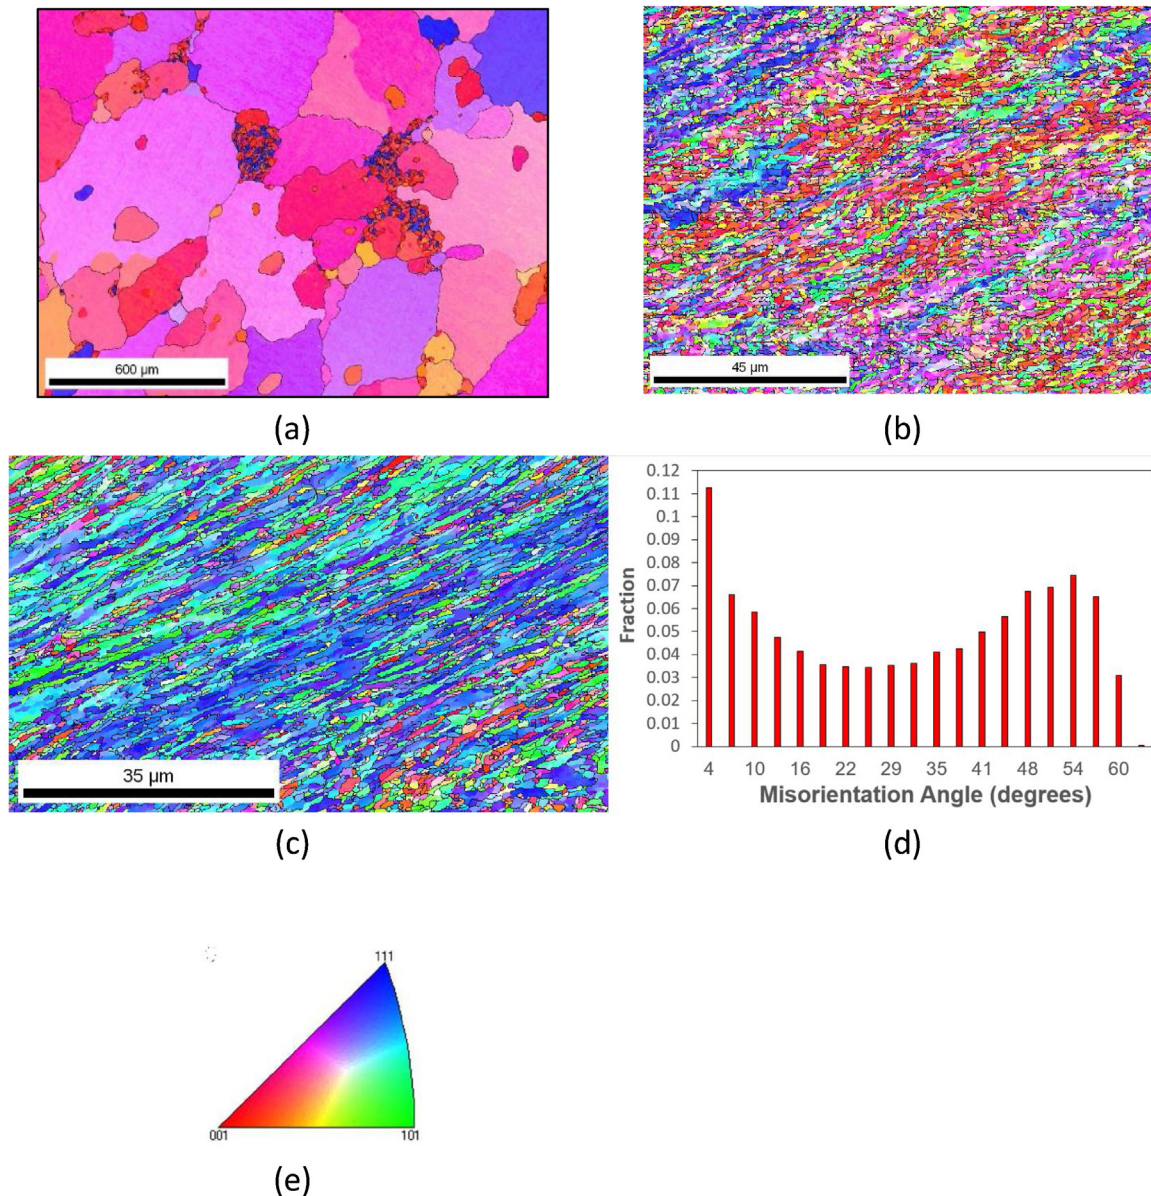 600 µm
(a)
45 µm
(b)
35 µm
(c)
0.12
0.11
0.1
0.09
0.08
0.07
0.06
0.05
0.04
0.03
0.02
0.01
0
Fraction
4 10 16 22 29 35 41 48 54 60
Misorientation Angle (degrees)
(d)
111
001
101
(e)